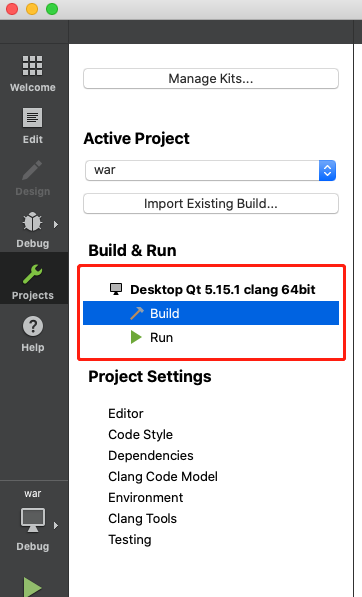 Welcome
Edit
Design
Debug
Projects
Help
war
Debug
Manage Kits...
Active Project
war
Import Existing Build...
Build & Run
Desktop Qt 5.15.1 clang 64bit
Build
Run
Project Settings
Editor
Code Style
Dependencies
Clang Code Model
Environment
Clang Tools
Testing